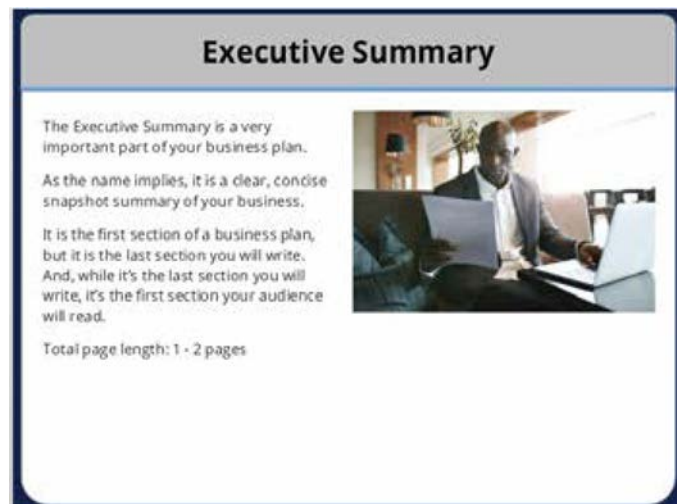 Executive Summary
The Executive Summary is a very
important part of your business plan.
As the name implies, it is a clear, concise
snapshot summary of your business.
It is the first section of a business plan,
but it is the last section you will write.
And, while it's the last section you will
write, it's the first section your audience
will read.
Total page length: 1 - 2 pages